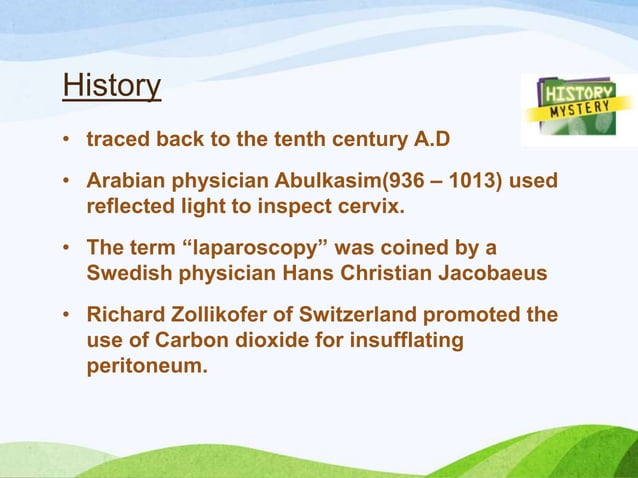 History
HISTORY
MYSTERY
• traced back to the tenth century A.D
• Arabian physician Abulkasim(936 – 1013) used
reflected light to inspect cervix.
• The term “laparoscopy” was coined by a
Swedish physician Hans Christian Jacobaeus
• Richard Zollikofer of Switzerland promoted the
use of Carbon dioxide for insufflating
peritoneum.